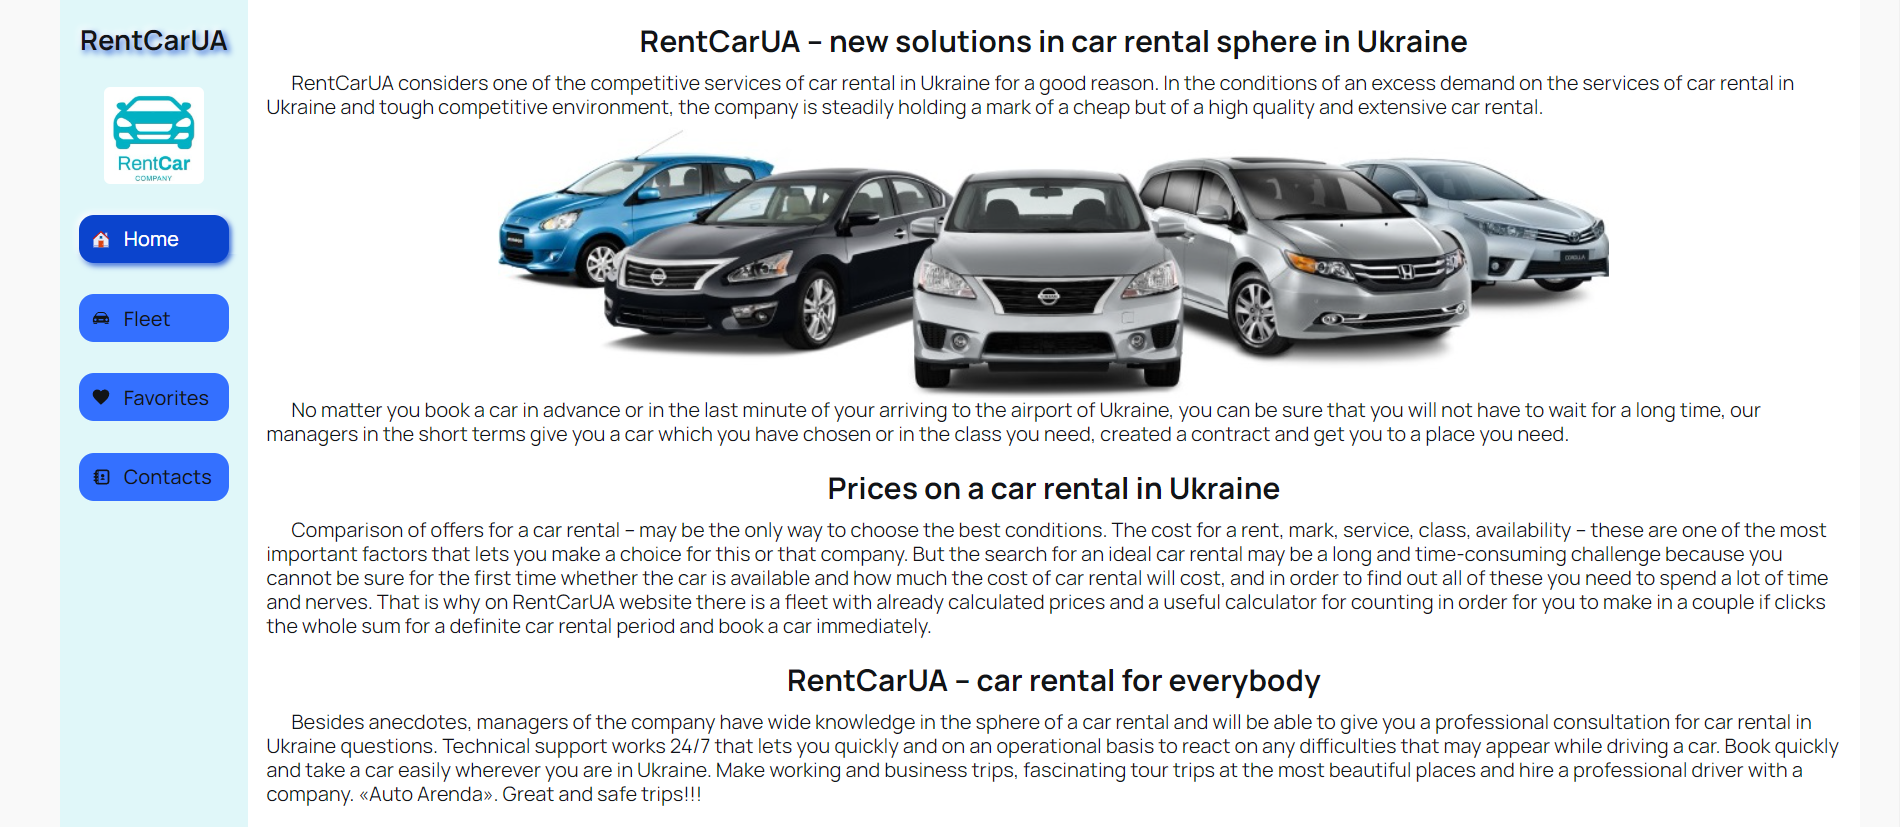 RentCarUA
RentCar
COMPANY
Home
Fleet
Favorites
Contacts
RentCarUA – new solutions in car rental sphere in Ukraine
RentCarUA considers one of the competitive services of car rental in Ukraine for a good reason. In the conditions of an excess demand on the services of car rental in
Ukraine and tough competitive environment, the company is steadily holding a mark of a cheap but of a high quality and extensive car rental.
COROLLA
No matter you book a car in advance or in the last minute of your arriving to the airport of Ukraine, you can be sure that you will not have to wait for a long time, our
managers in the short terms give you a car which you have chosen or in the class you need, created a contract and get you to a place you need.
Prices on a car rental in Ukraine
Comparison of offers for a car rental – may be the only way to choose the best conditions. The cost for a rent, mark, service, class, availability – these are one of the most
important factors that lets you make a choice for this or that company. But the search for an ideal car rental may be a long and time-consuming challenge because you
cannot be sure for the first time whether the car is available and how much the cost of car rental will cost, and in order to find out all of these you need to spend a lot of time
and nerves. That is why on RentCarUA website there is a fleet with already calculated prices and a useful calculator for counting in order for you to make in a couple if clicks
the whole sum for a definite car rental period and book a car immediately.
RentCarUA – car rental for everybody
Besides anecdotes, managers of the company have wide knowledge in the sphere of a car rental and will be able to give you a professional consultation for car rental in
Ukraine questions. Technical support works 24/7 that lets you quickly and on an operational basis to react on any difficulties that may appear while driving a car. Book quickly
and take a car easily wherever you are in Ukraine. Make working and business trips, fascinating tour trips at the most beautiful places and hire a professional driver with a
company. «Auto Arenda». Great and safe trips!!!